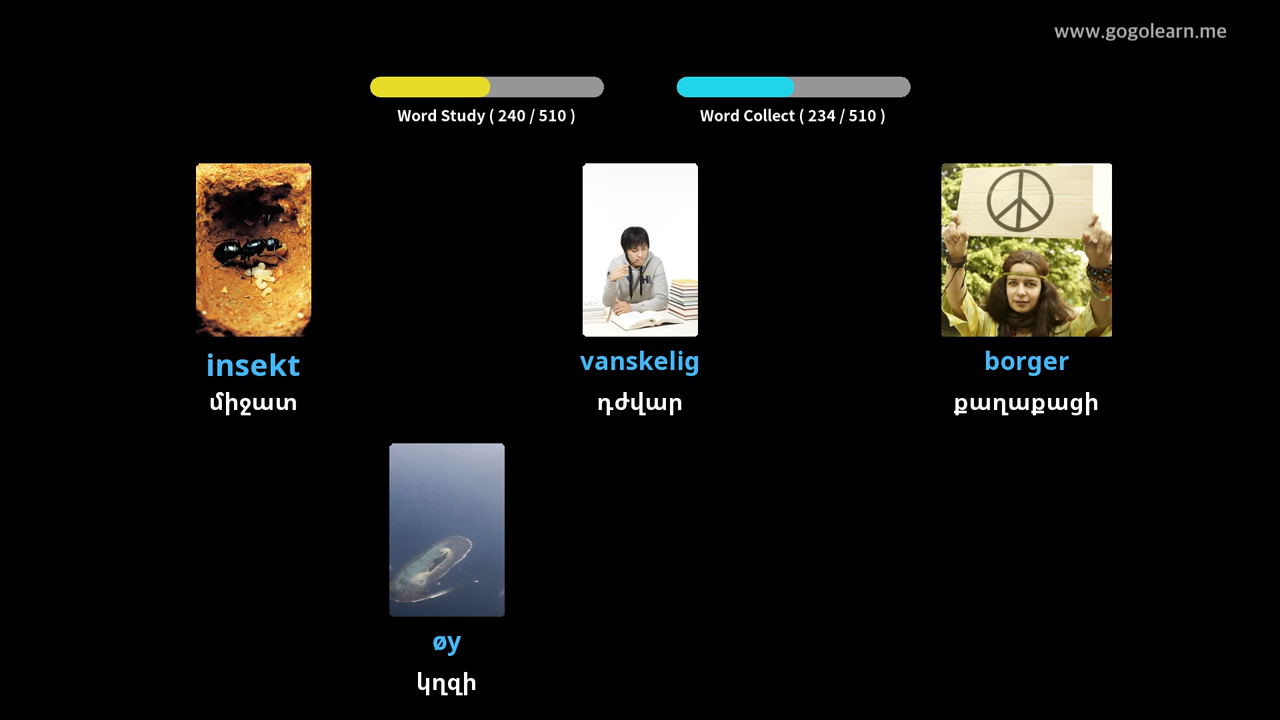 www.gogolearn.me
Word Study ( 240 / 510 )
Word Collect ( 234 / 510 )
insekt
միջատ
vanskelig
դժվար
borger
քաղաքացի
øy
կղզի